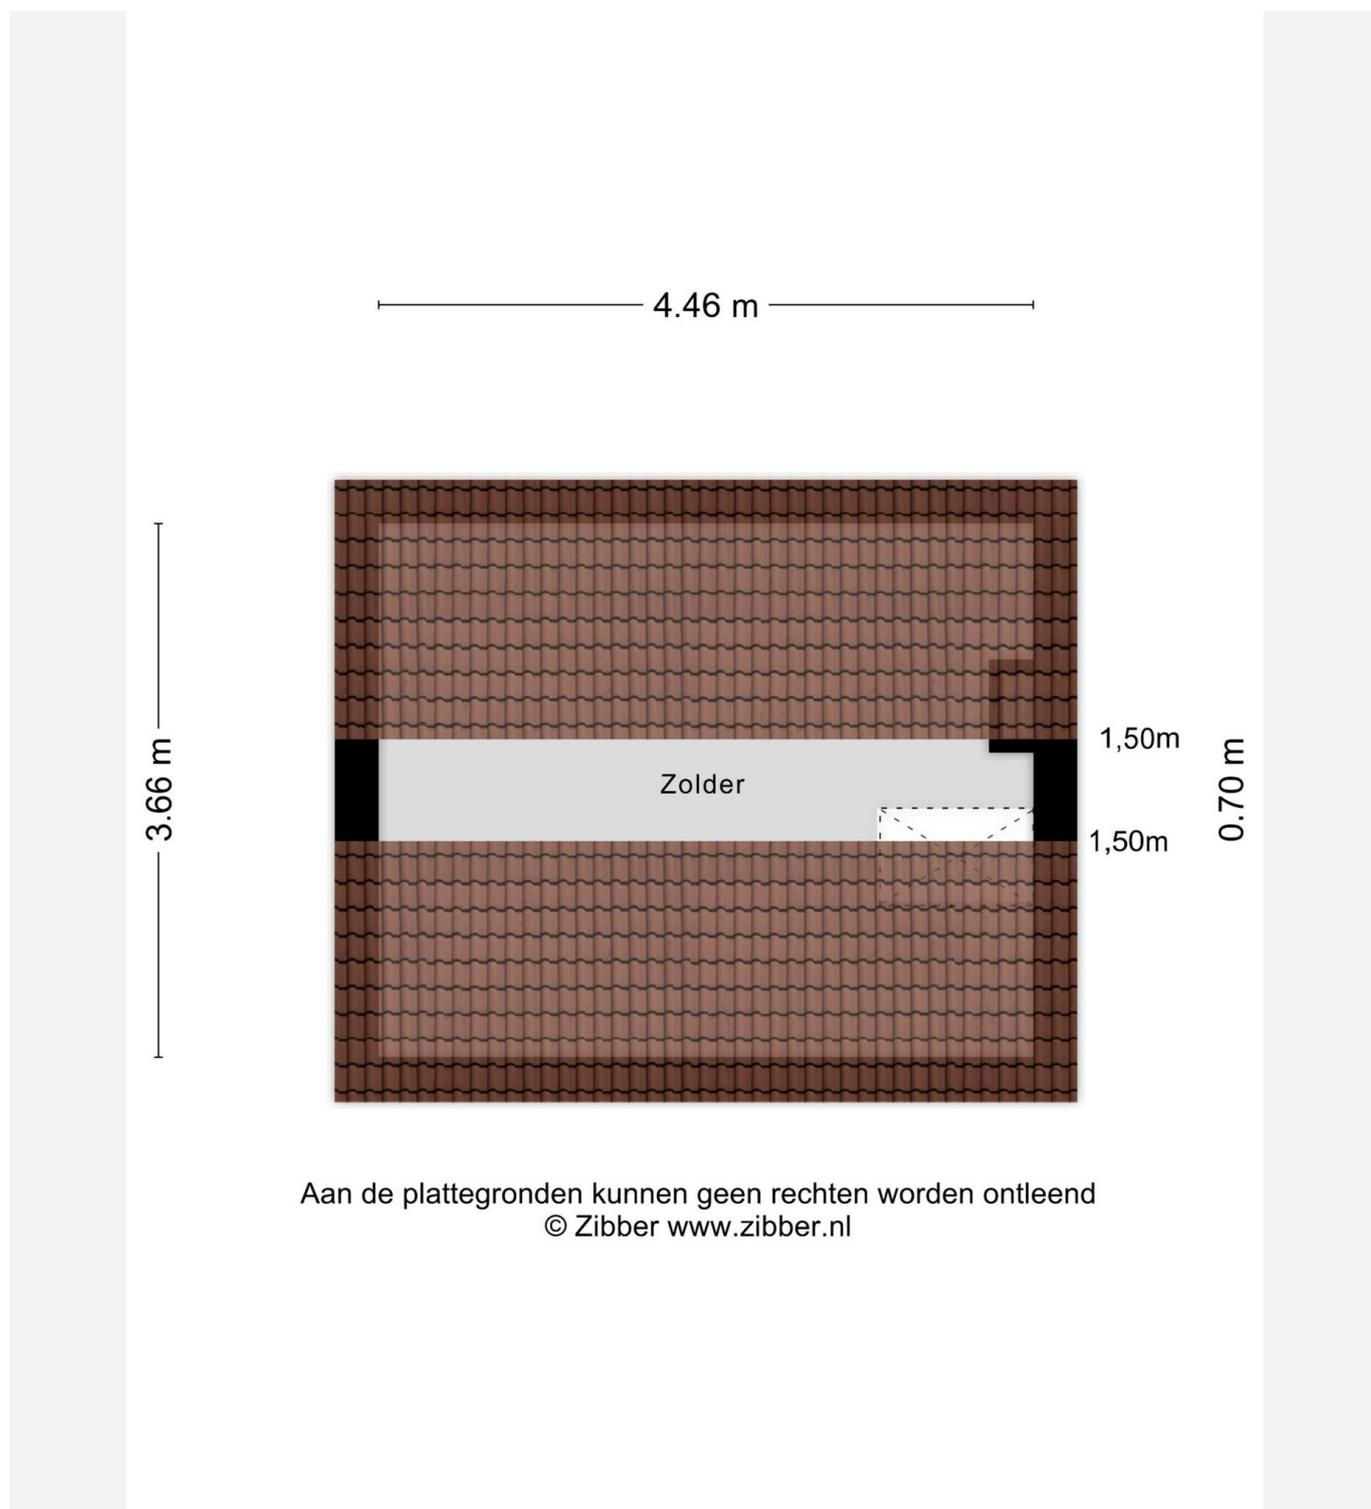 4.46 m
1,50m
3.66 m
0.70 m
Zolder
1,50m
Aan de plattegronden kunnen geen rechten worden ontleend
© Zibber www.zibber.nl